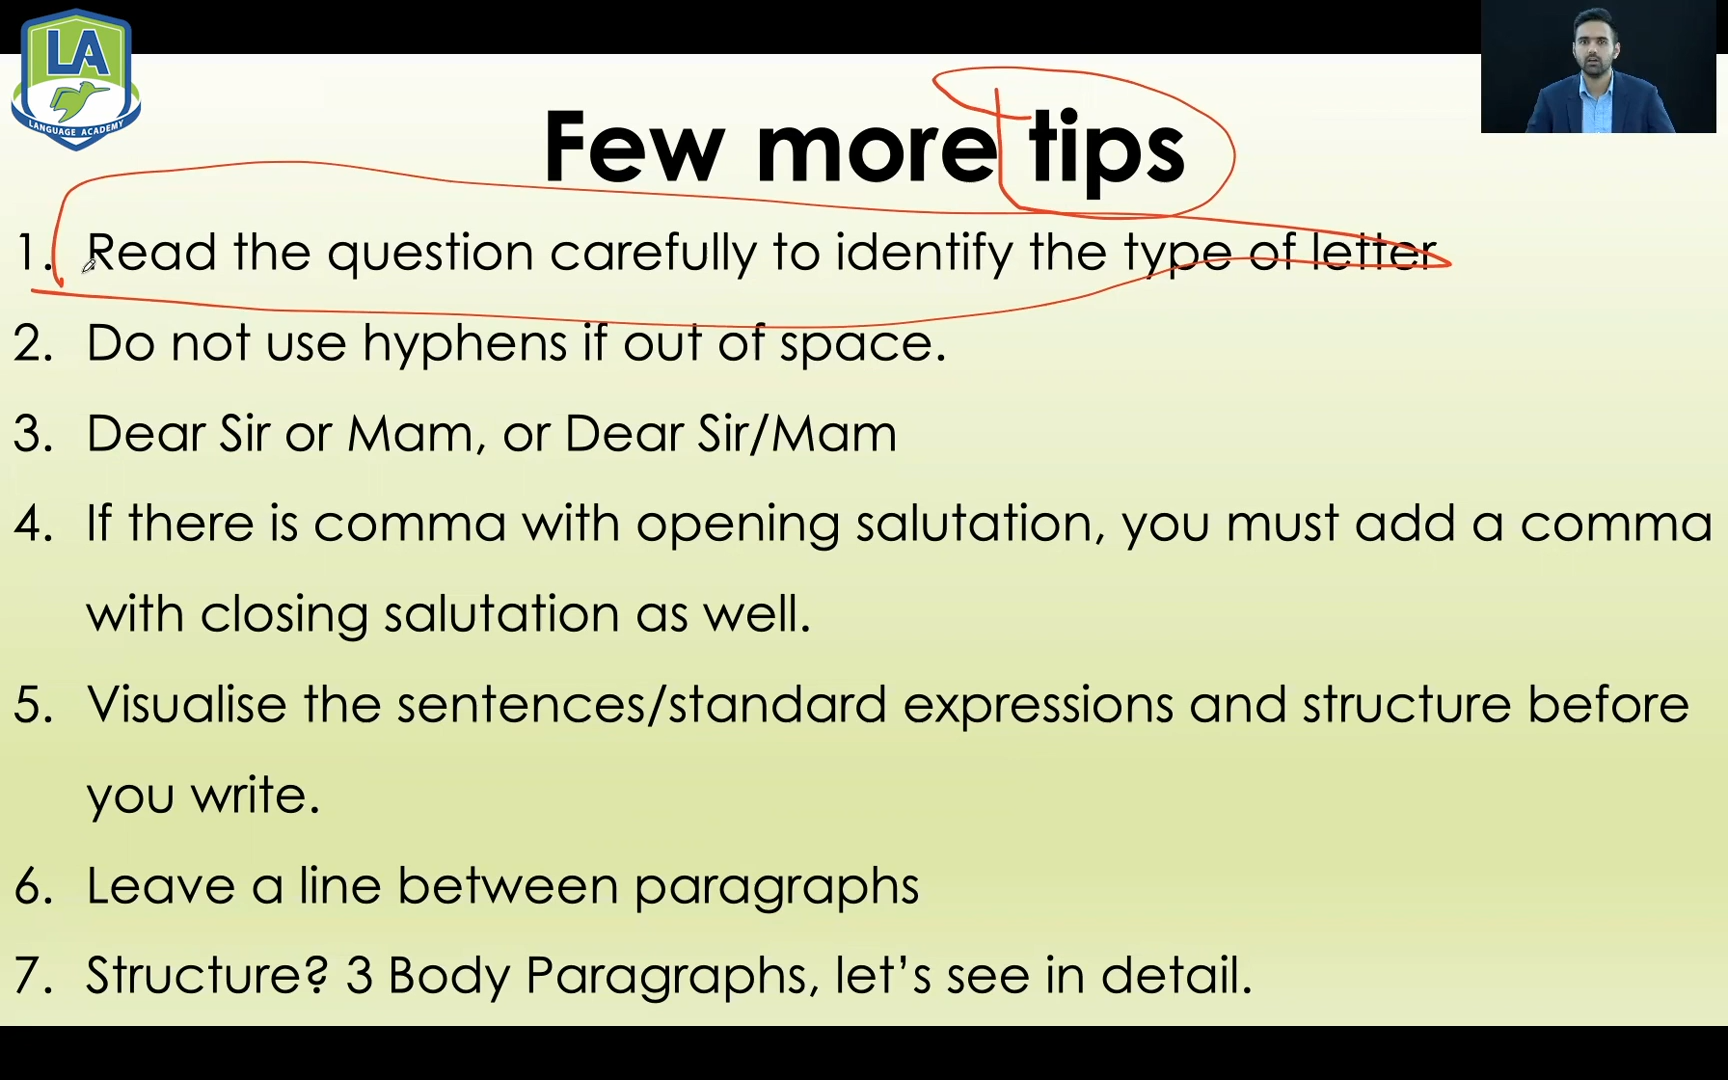 LA
LANGUAGE ACADEMY
Few more tips
1. Read the question carefully to identify the type of letter
2. Do not use hyphens if out of space.
3. Dear Sir or Mam, or Dear Sir/Mam
4. If there is comma with opening salutation, you must add a comma
with closing salutation as well.
5. Visualise the sentences/standard expressions and structure before
you write.
6. Leave a line between paragraphs
7. Structure? 3 Body Paragraphs, let’s see in detail.